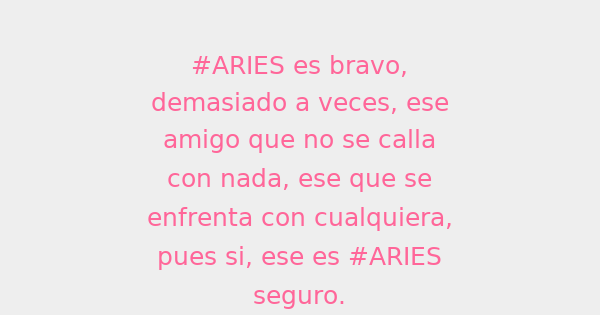 #ARIES es bravo,
demasiado a veces, ese
amigo que no se calla
con nada, ese que se
enfrenta con cualquiera,
pues si, ese es #ARIES
seguro.